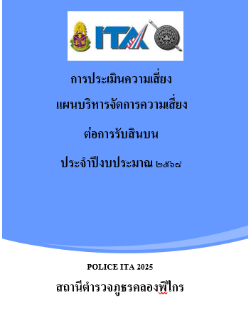 ITA
การประเมินความเสี่ยง
แผนบริหารจัดการความเสี่ยง
ต่อการรับสินบน
ประจำปีงบประมาณ ๒๕๖๘
POLICE ITA 2025
สถานีตำรวจภูธรคลองพิไกร